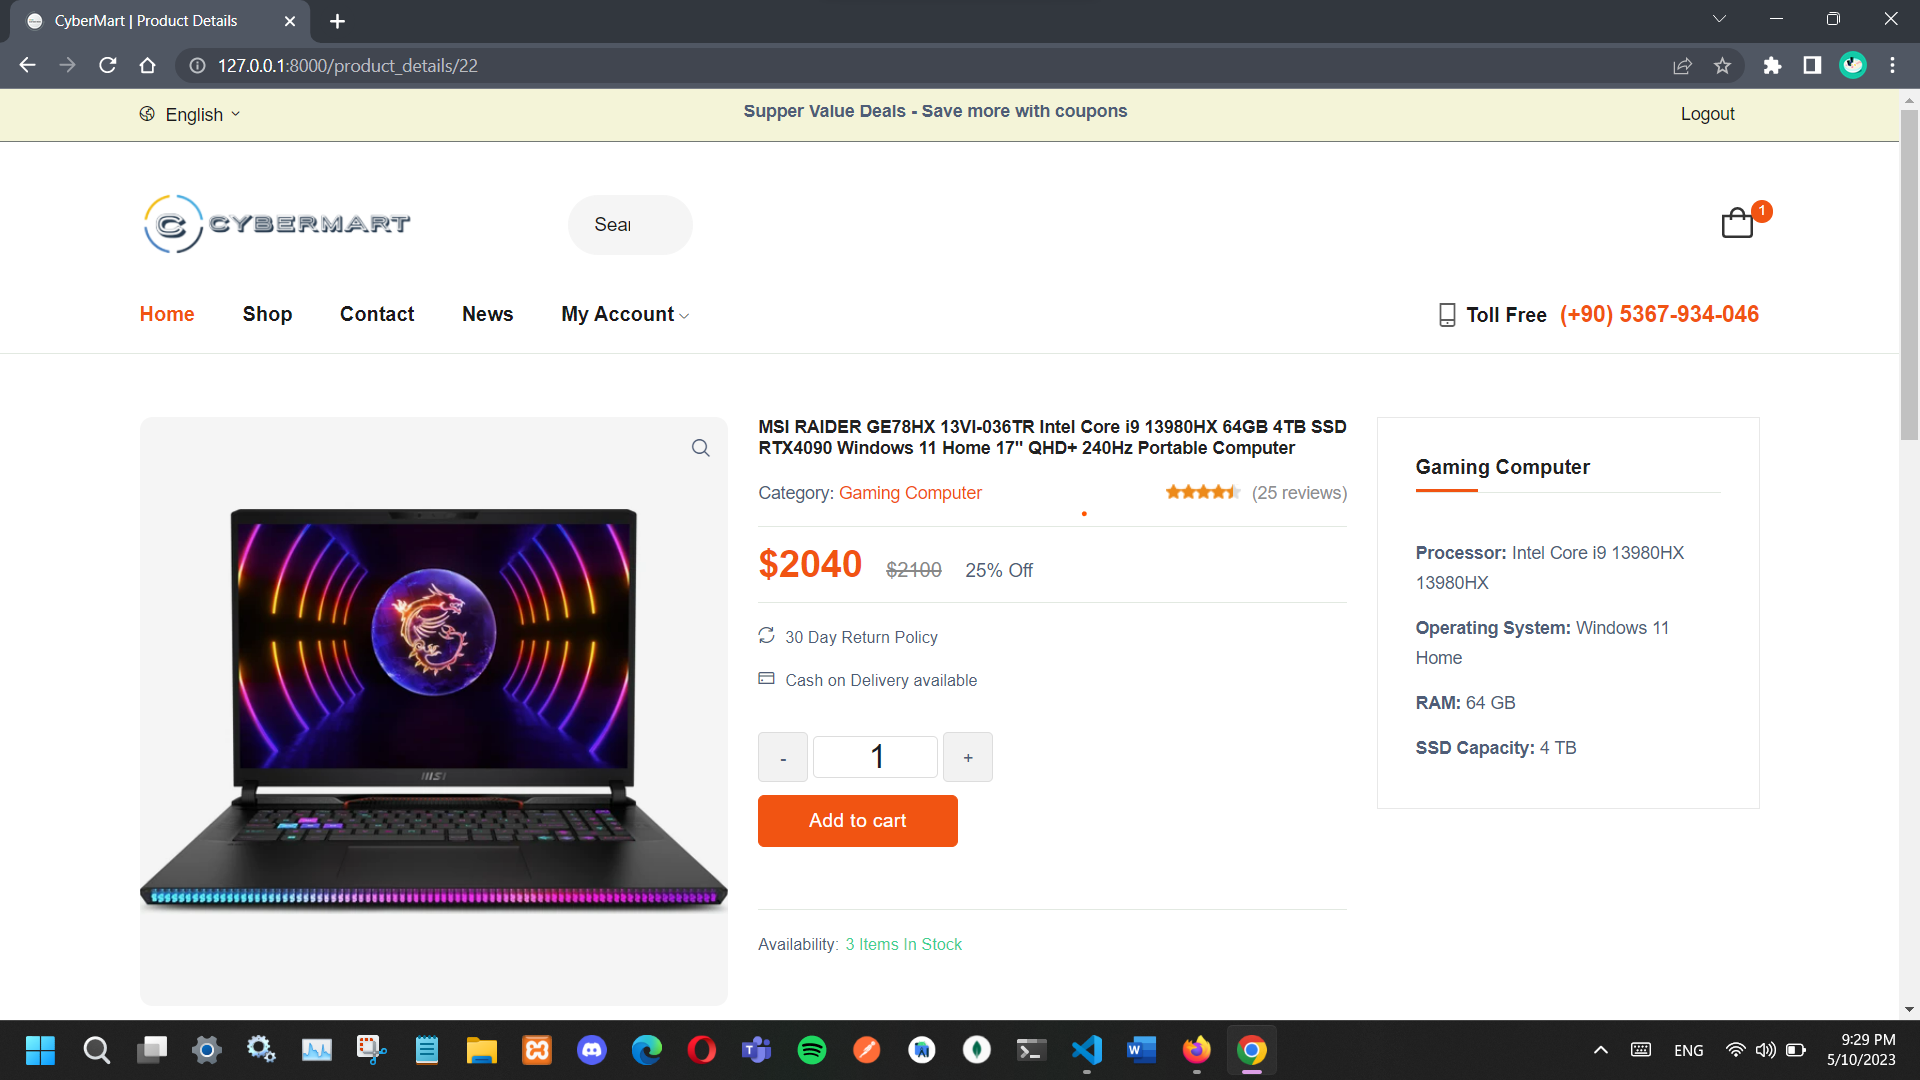 CyberMart | Product Details
127.0.0.1:8000/product_details/22
English
Supper Value Deals - Save more with coupons
Logout
CYBERMART
Sear
1
Home Shop Contact News My Account
Toll Free (+90) 5367-934-046
MSI RAIDER GE78HX 13VI-036TR Intel Core i9 13980HX 64GB 4TB SSD
RTX4090 Windows 11 Home 17" QHD+ 240Hz Portable Computer
Category: Gaming Computer
(25 reviews)
$2040 $2100 25% Off
30 Day Return Policy
Cash on Delivery available
- 1 +
Add to cart
Availability: 3 Items In Stock
msi
Gaming Computer
Processor: Intel Core i9 13980HX
13980HX
Operating System: Windows 11
Home
RAM: 64 GB
SSD Capacity: 4 TB
ENG
9:29 PM
5/10/2023